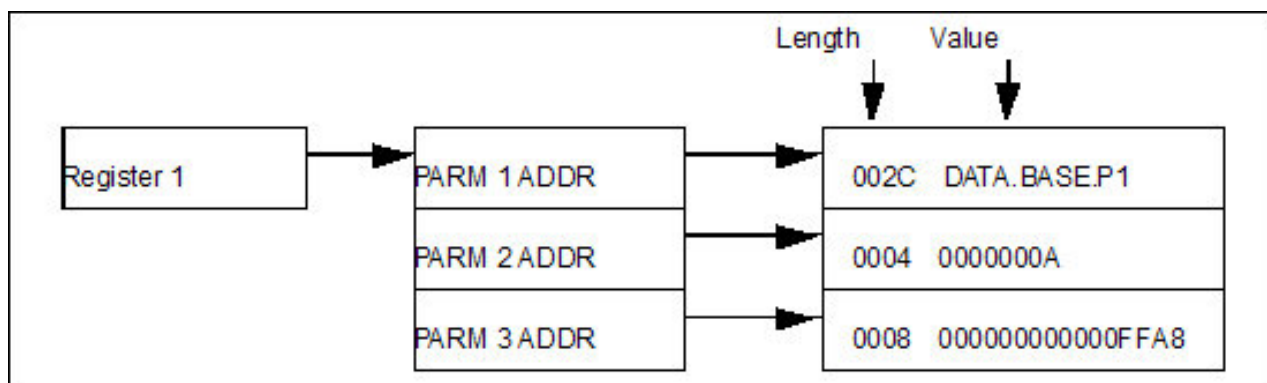 Length Value
Register 1 PARM 1 ADDR 002C DATA.BASE.P1
PARM 2 ADDR 0004 0000000A
PARM 3 ADDR 0008 000000000000FFA8